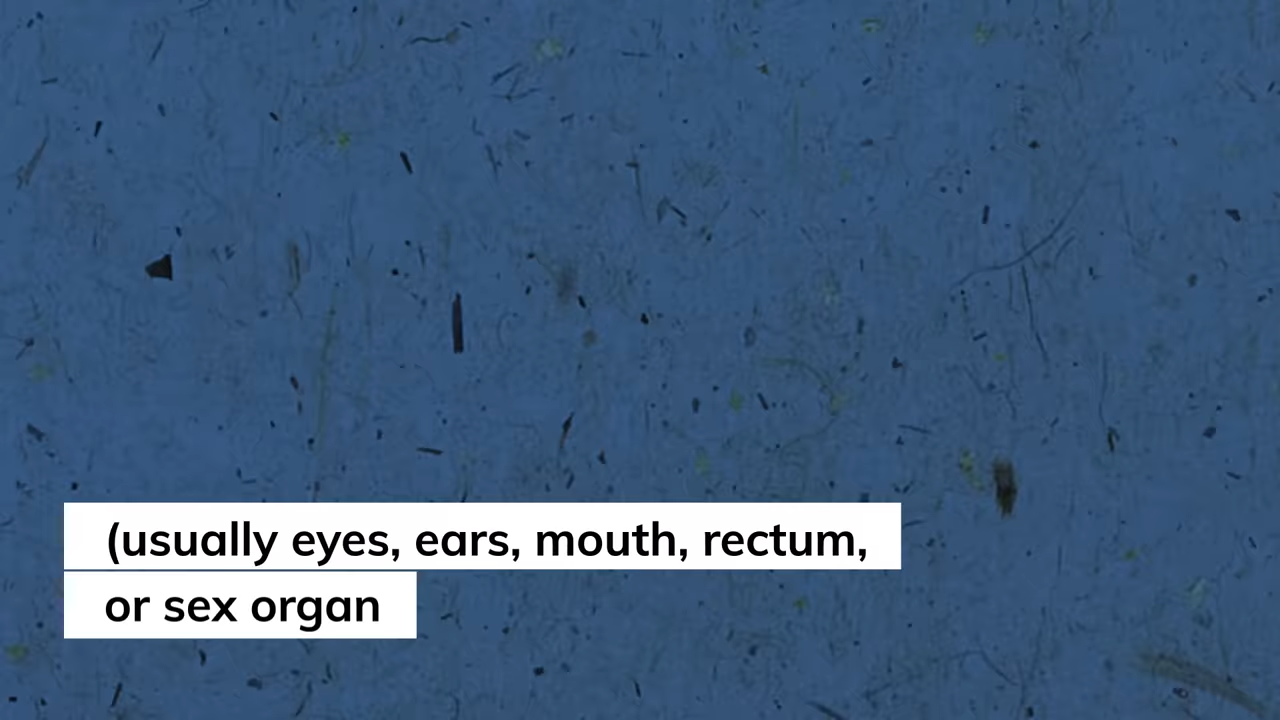 (usually eyes, ears, mouth, rectum,
or sex organ